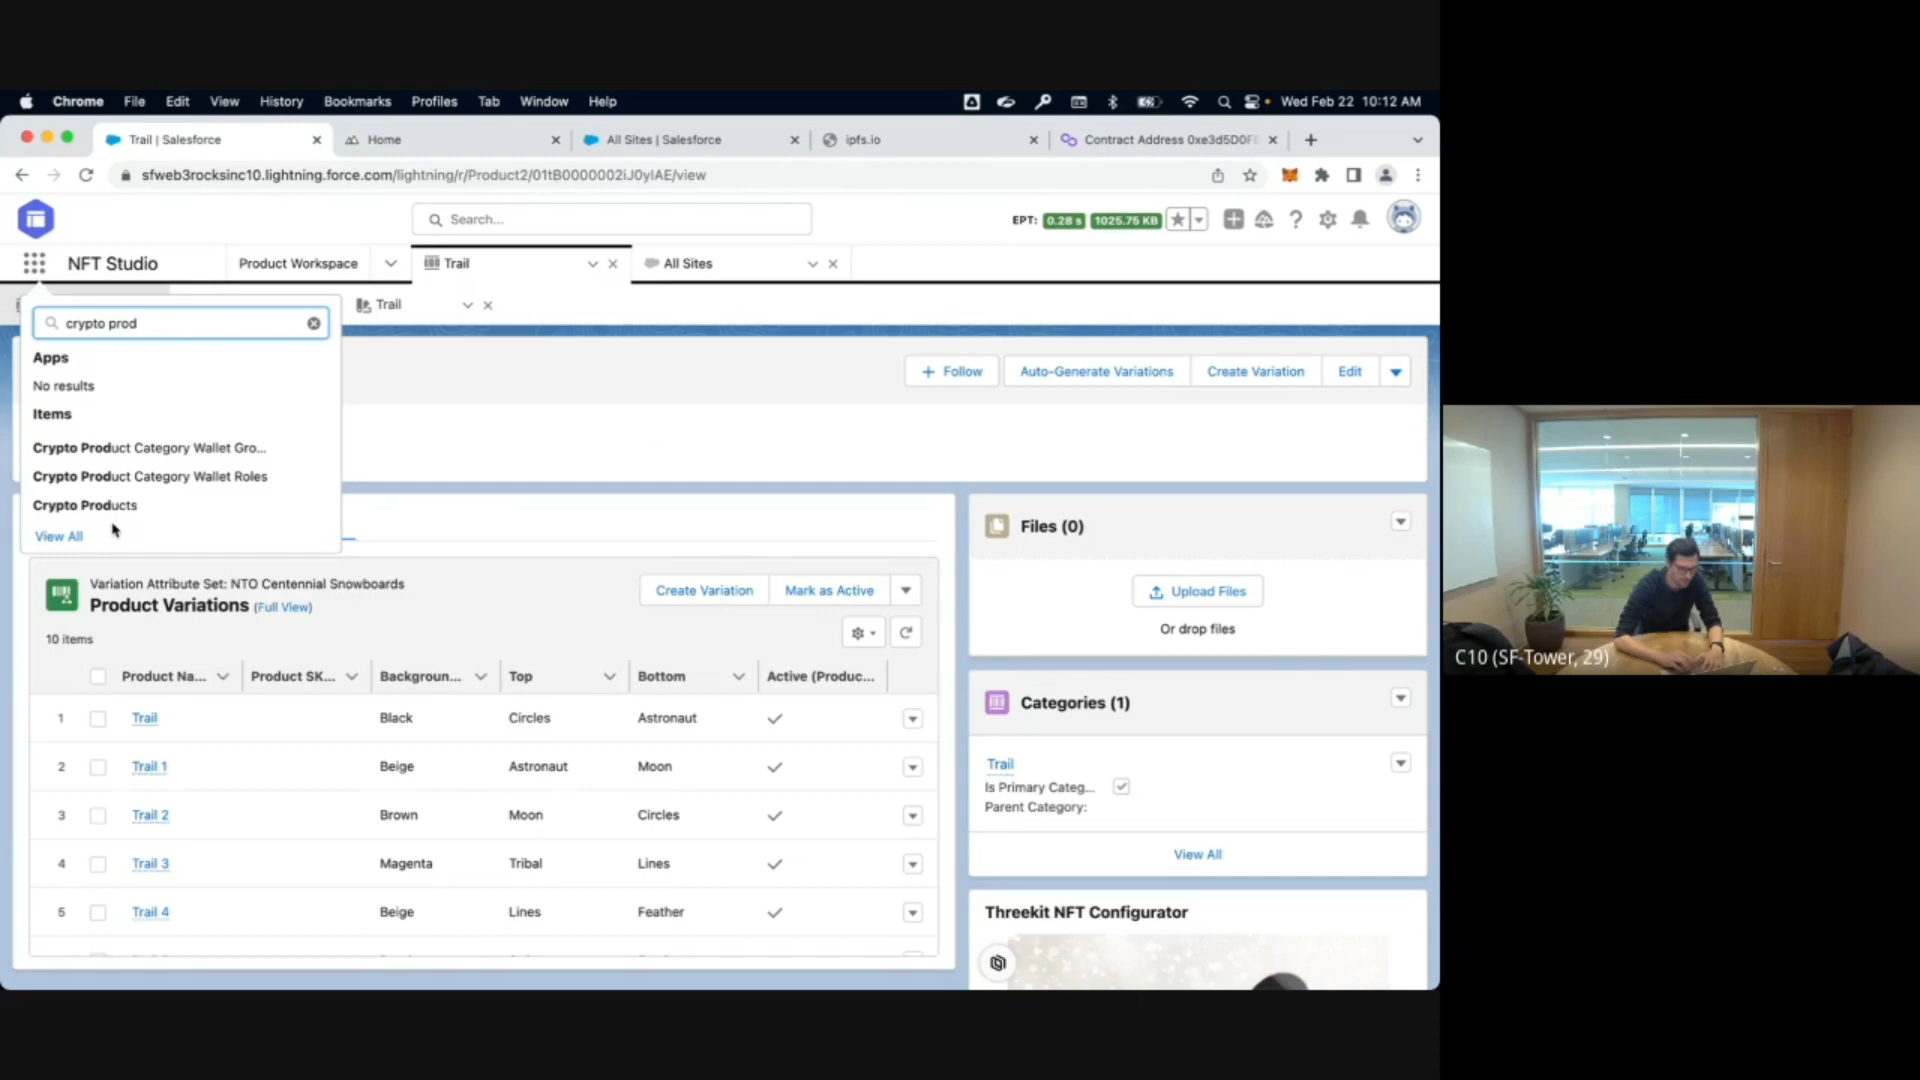 Chrome File Edit View History Bookmarks Profiles Tab Window Help Wed Feb 22 10:12 AM
Trail | Salesforce Home All Sites | Salesforce ipfs.io Contract Address 0xe3d5D0F
sfweb3rocksinc10.lightning.force.com/lightning/r/Product2/01tB0000002iJ0yIAE/view
Search... EPT: 0.28 s 1025.75 KB
NFT Studio Product Workspace Trail All Sites
Trail
crypto prod
Apps
No results
Items
Crypto Product Category Wallet Gro...
Crypto Product Category Wallet Roles
Crypto Products
View All
Follow Auto-Generate Variations Create Variation Edit
Variation Attribute Set: NTO Centennial Snowboards
Product Variations (Full View)
Create Variation Mark as Active
10 items
Product Na... Product SK... Backgroun... Top Bottom Active (Produc...
1 Trail Black Circles Astronaut
2 Trail 1 Beige Astronaut Moon
3 Trail 2 Brown Moon Circles
4 Trail 3 Magenta Tribal Lines
5 Trail 4 Beige Lines Feather
Files (0)
Upload Files
Or drop files
Categories (1)
Trail
Is Primary Categ...
Parent Category:
View All
Threekit NFT Configurator
C10 (SF-Tower, 29)